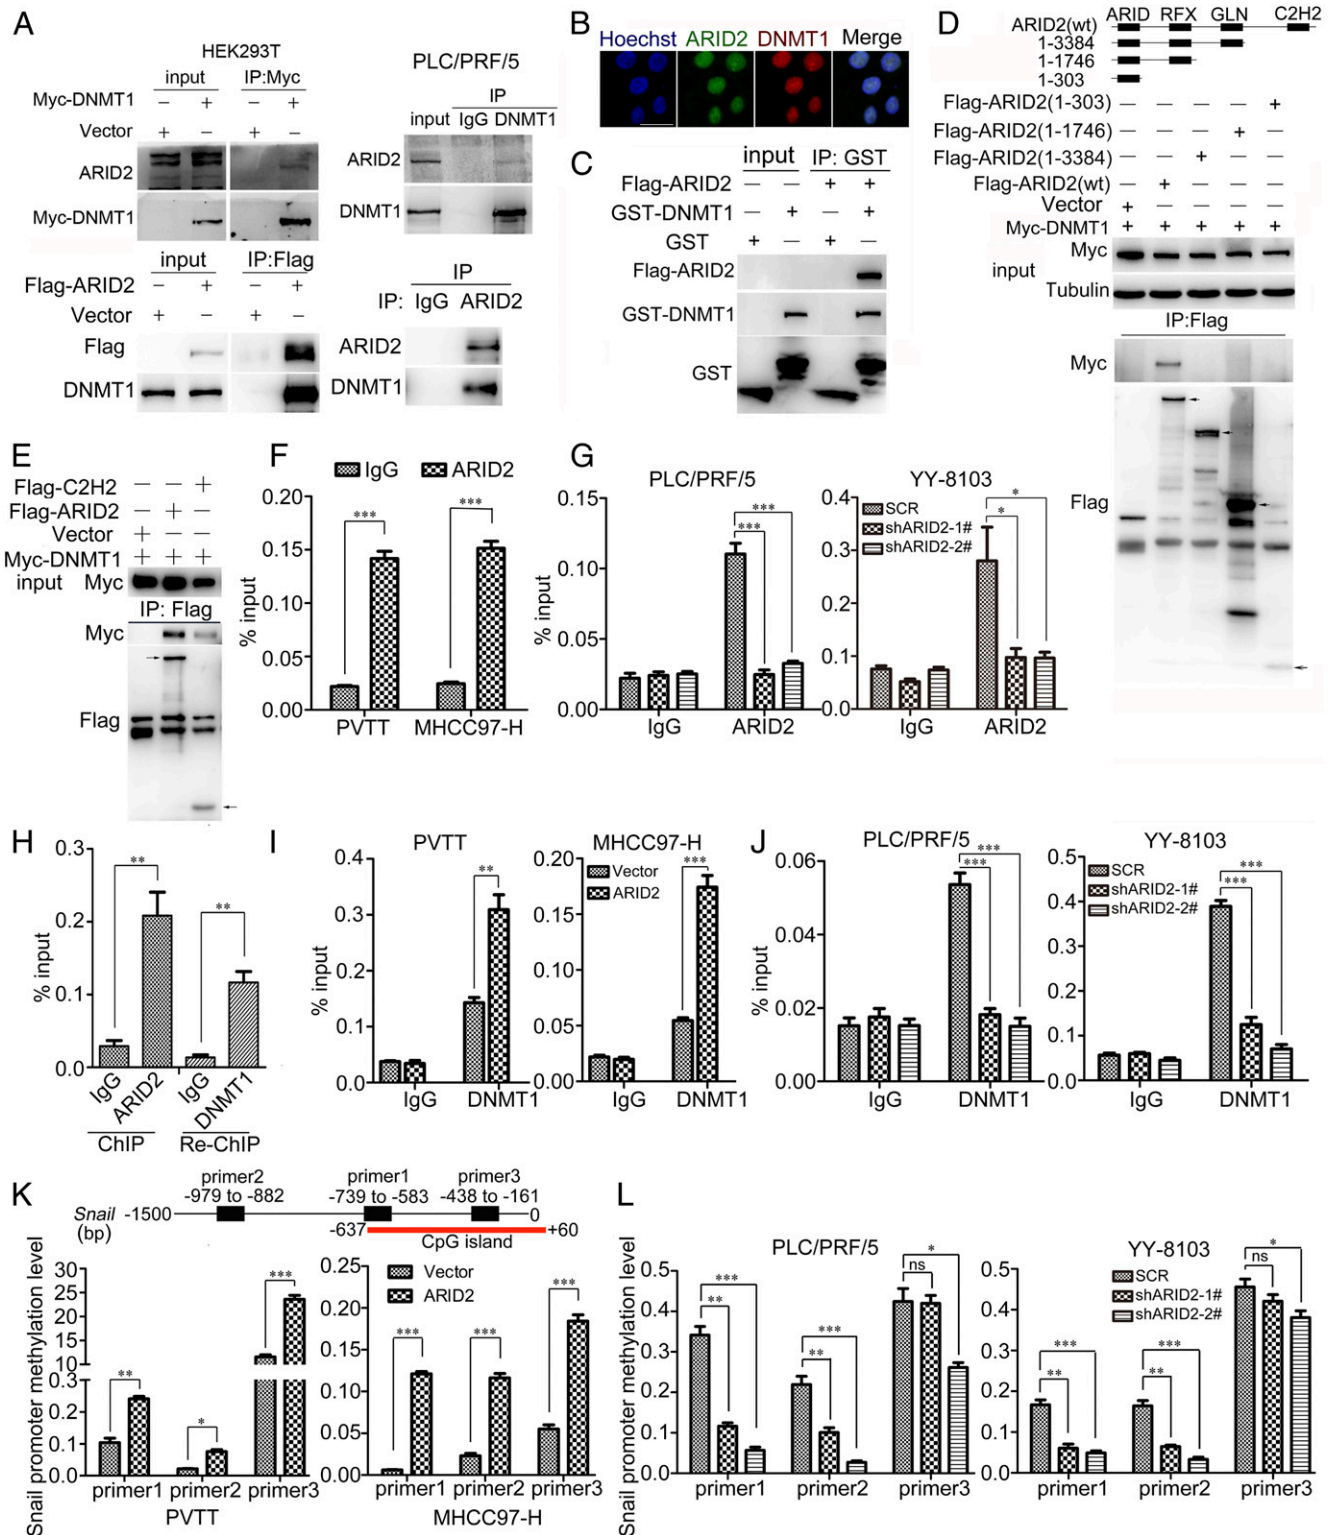 A
HEK293T
input IP:Myc
Myc-DNMT1 − + − +
Vector + − + −
ARID2
Myc-DNMT1
input IP:Flag
Flag-ARID2 − + − +
Vector + − + −
Flag
DNMT1
PLC/PRF/5
IP
input IgG DNMT1
ARID2
DNMT1
IP
IP: IgG ARID2
ARID2
DNMT1
B
Hoechst ARID2 DNMT1 Merge
C
input IP: GST
Flag-ARID2 − − + +
GST-DNMT1 − + − +
GST + − + −
Flag-ARID2
GST-DNMT1
GST
D
ARID RFX GLN C2H2
ARID2(wt)
1-3384
1-1746
1-303
Flag-ARID2(1-303) − − − − +
Flag-ARID2(1-1746) − − − + −
Flag-ARID2(1-3384) − − + − −
Flag-ARID2(wt) − + − − −
Vector + − − − −
Myc-DNMT1 + + + + +
Myc
input
Tubulin
IP:Flag
Myc
Flag
E
Flag-C2H2 − − +
Flag-ARID2 − + −
Vector + − −
Myc-DNMT1 + + +
input Myc
IP: Flag
Myc
Flag
F
IgG ARID2
% input
0.20
0.15
0.10
0.05
0.00
*** ***
PVTT MHCC97-H
G
PLC/PRF/5
% input
0.15
0.10
0.05
0.00
***
***
IgG ARID2
YY-8103
SCR
shARID2-1#
shARID2-2#
% input
0.4
0.3
0.2
0.1
0.0
*
*
IgG ARID2
H
% input
0.3
0.2
0.1
0.0
** **
IgG ARID2 IgG DNMT1
ChIP Re-ChIP
I
PVTT
% input
0.4
0.3
0.2
0.1
0.0
**
IgG DNMT1
MHCC97-H
Vector
ARID2
0.20
0.15
0.10
0.05
0.00
***
IgG DNMT1
J
PLC/PRF/5
% input
0.06
0.04
0.02
0.00
***
***
IgG DNMT1
YY-8103
SCR
shARID2-1#
shARID2-2#
0.5
0.4
0.3
0.2
0.1
0.0
***
***
IgG DNMT1
K
primer2 primer1 primer3
-979 to -882 -739 to -583 -438 to -161
Snail -1500 0
(bp) -637 +60
CpG island
Snail promoter methylation level
30
25
20
15
10
0.3
0.2
0.1
0.0
** * ***
primer1 primer2 primer3
PVTT
Vector
ARID2
0.25
0.20
0.15
0.10
0.05
0.00
*** *** ***
primer1 primer2 primer3
MHCC97-H
L
PLC/PRF/5
Snail promoter methylation level
0.5
0.4
0.3
0.2
0.1
0.0
*** *** *
** ** ns
primer1 primer2 primer3
YY-8103
SCR
shARID2-1#
shARID2-2#
0.5
0.4
0.3
0.2
0.1
0.0
*** *** *
** ** ns
primer1 primer2 primer3